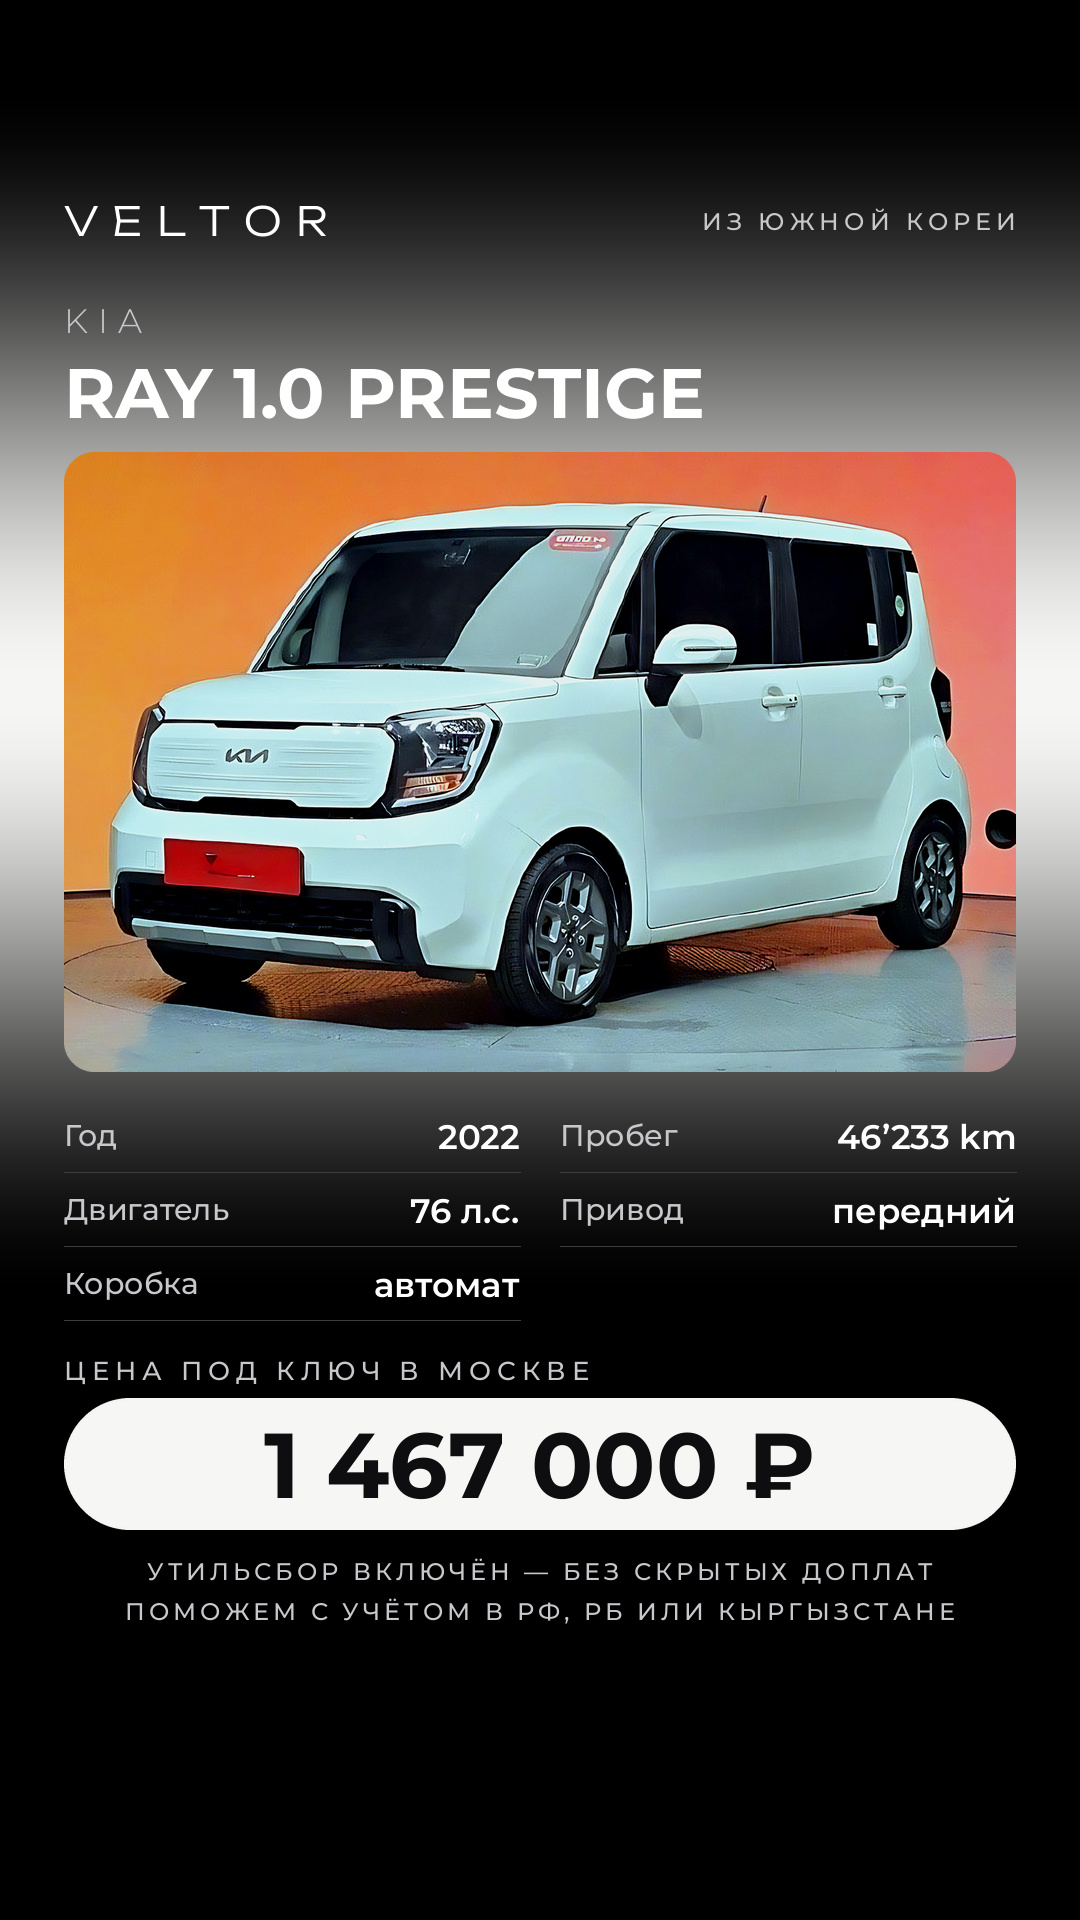 VELTOR
ИЗ ЮЖНОЙ КОРЕИ
KIA
RAY 1.0 PRESTIGE
KIA
Год 2022 Пробег 46’233 km
Двигатель 76 л.с. Привод передний
Коробка автомат
ЦЕНА ПОД КЛЮЧ В МОСКВЕ
1 467 000 ₽
УТИЛЬСБОР ВКЛЮЧЁН — БЕЗ СКРЫТЫХ ДОПЛАТ
ПОМОЖЕМ С УЧЁТОМ В РФ, РБ ИЛИ КЫРГЫЗСТАНЕ